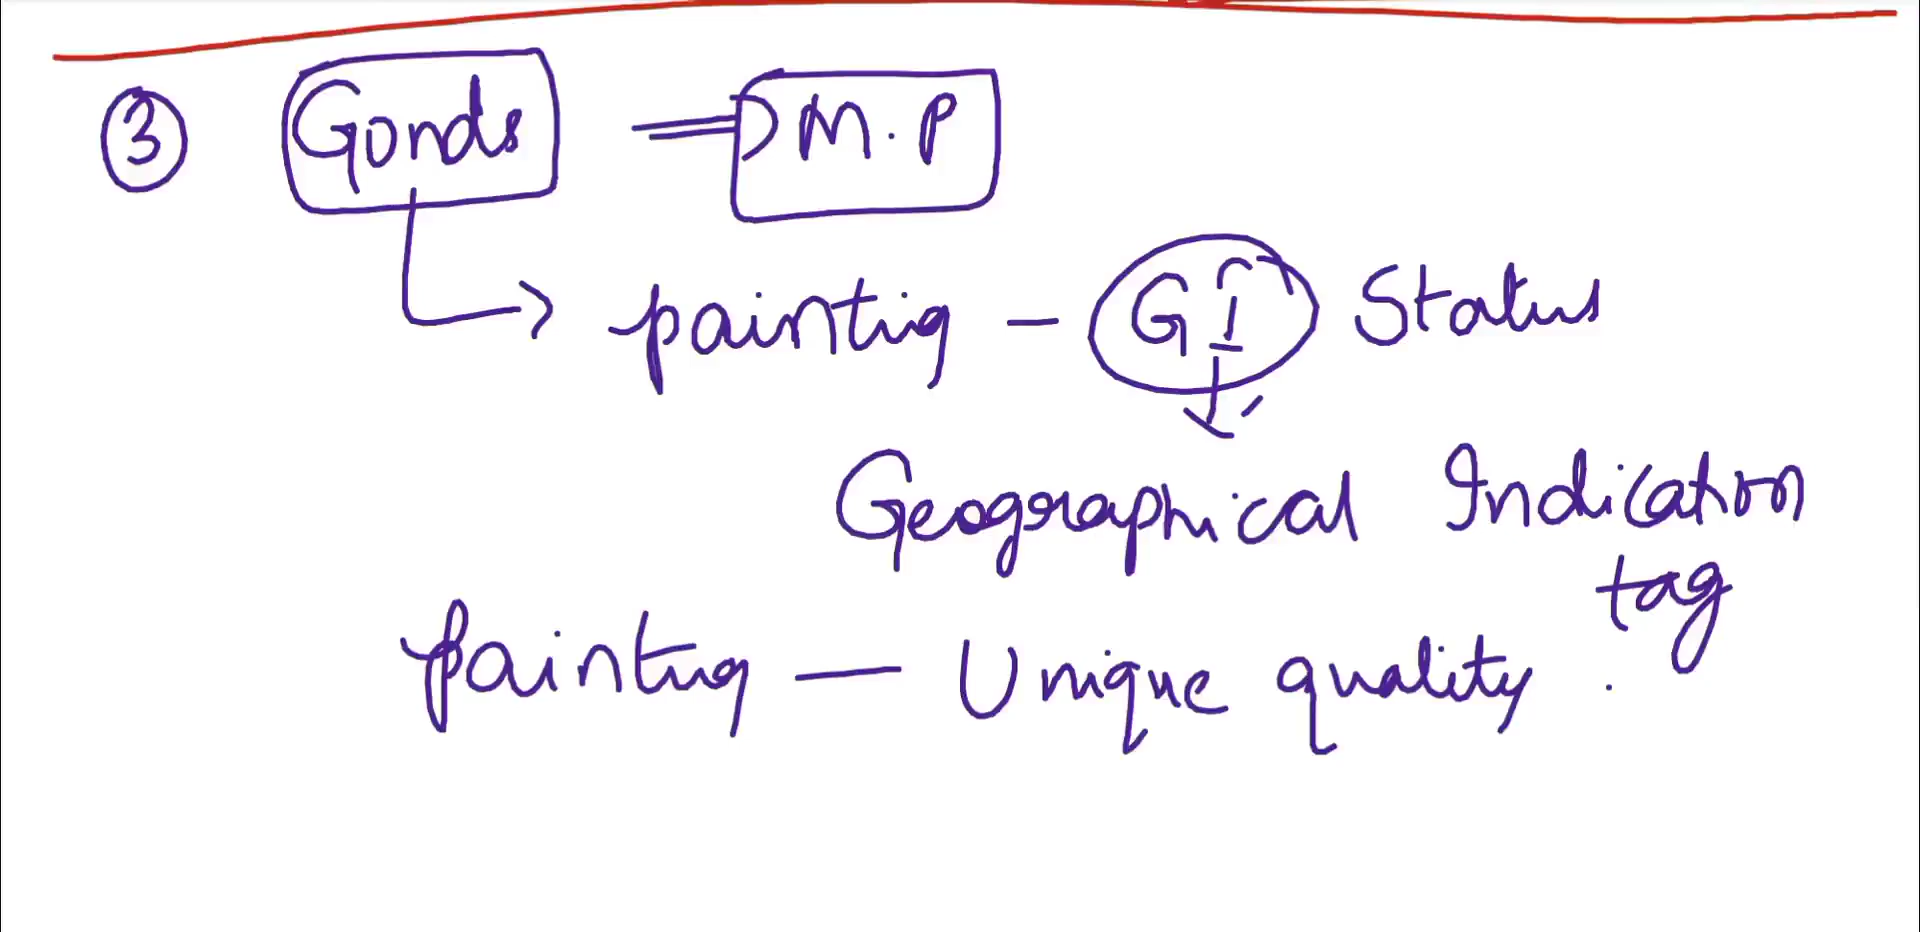 3 Gonds ⇒ M.P
painting - GI Status
Geographical Indication
tag
painting - Unique quality.